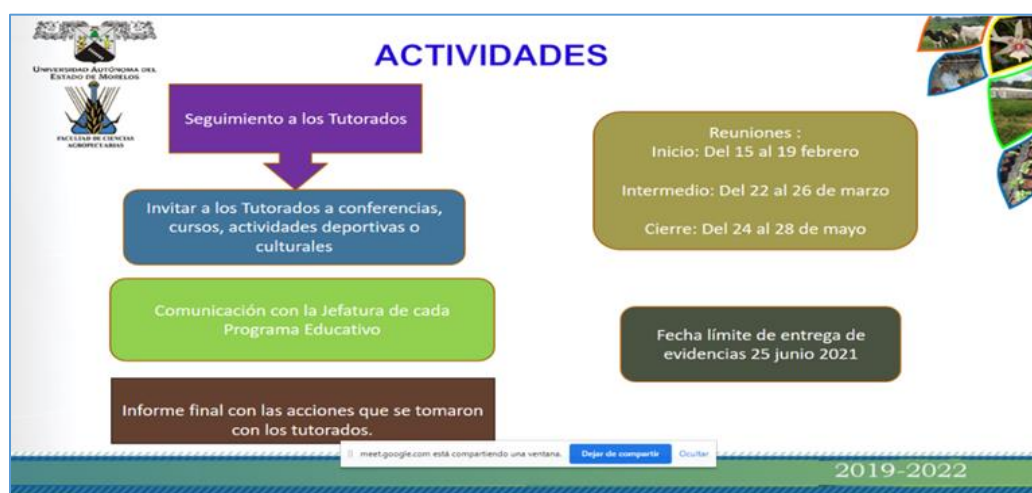 UNIVERSIDAD AUTÓNOMA DEL
ESTADO DE MORELOS
FACULTAD DE CIENCIAS
AGROPECUARIAS
ACTIVIDADES
Seguimiento a los Tutorados
Invitar a los Tutorados a conferencias,
cursos, actividades deportivas o
culturales
Comunicación con la Jefatura de cada
Programa Educativo
Informe final con las acciones que se tomaron
con los tutorados.
Reuniones :
Inicio: Del 15 al 19 febrero
Intermedio: Del 22 al 26 de marzo
Cierre: Del 24 al 28 de mayo
Fecha límite de entrega de
evidencias 25 junio 2021
meet.google.com está compartiendo una ventana. Dejar de compartir Ocultar
2019-2022